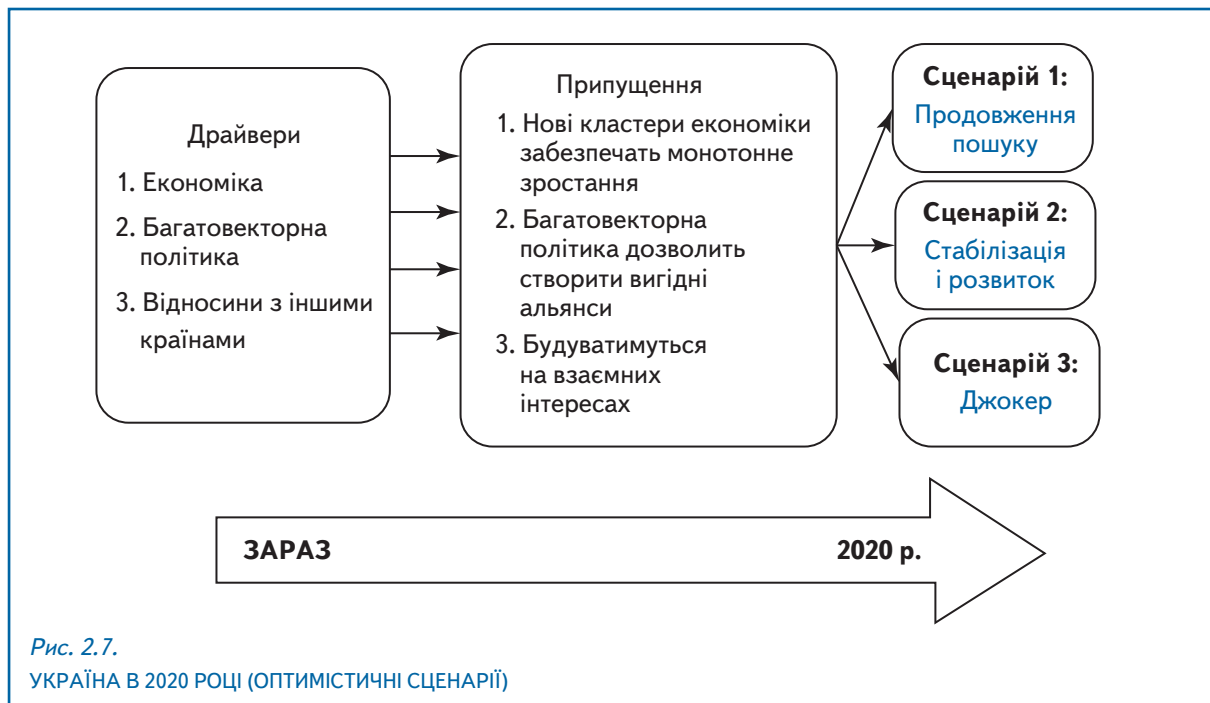 Драйвери
1. Економіка
2. Багатовекторна
політика
3. Відносини з іншими
країнами
Припущення
1. Нові кластери економіки
забезпечать монотонне
зростання
2. Багатовекторна
політика дозволить
створити вигідні
альянси
3. Будуватимуться
на взаємних
інтересах
Сценарій 1:
Продовження
пошуку
Сценарій 2:
Стабілізація
і розвиток
Сценарій 3:
Джокер
ЗАРАЗ
2020 р.
Рис. 2.7.
УКРАЇНА В 2020 РОЦІ (ОПТИМІСТИЧНІ СЦЕНАРІЇ)